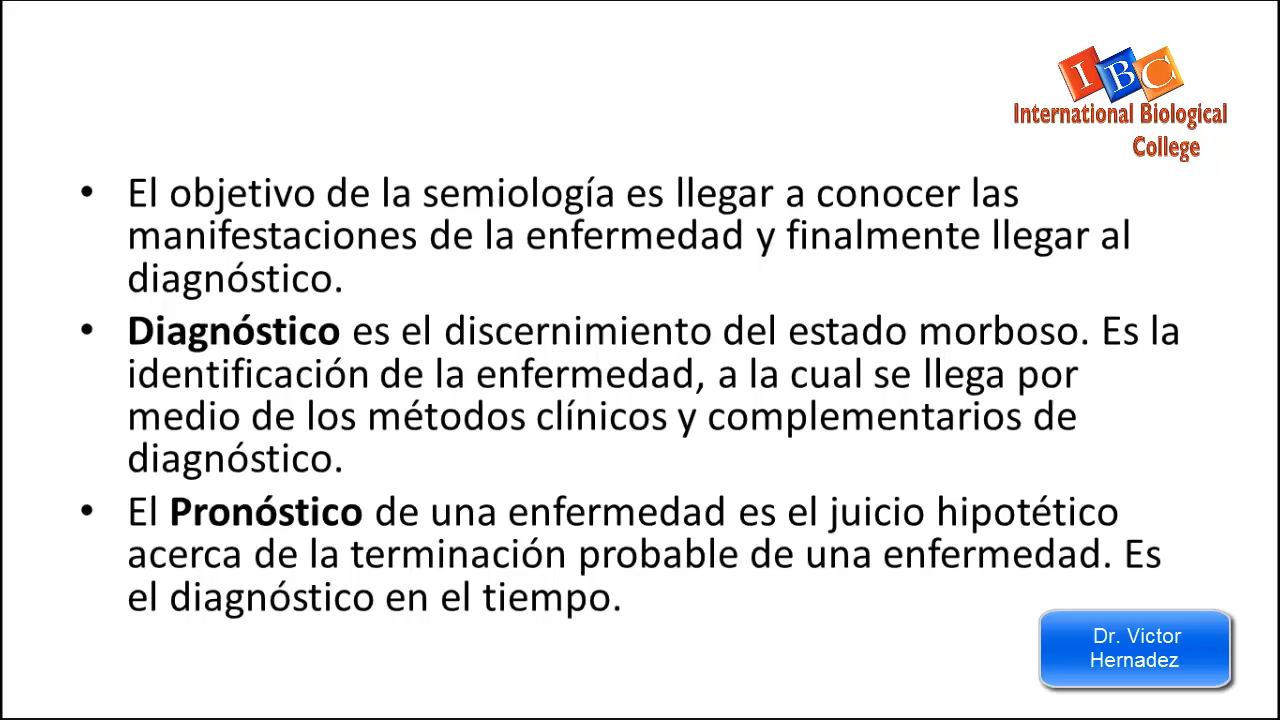 IBC
International Biological
College
• El objetivo de la semiología es llegar a conocer las
manifestaciones de la enfermedad y finalmente llegar al
diagnóstico.
• Diagnóstico es el discernimiento del estado morboso. Es la
identificación de la enfermedad, a la cual se llega por
medio de los métodos clínicos y complementarios de
diagnóstico.
• El Pronóstico de una enfermedad es el juicio hipotético
acerca de la terminación probable de una enfermedad. Es
el diagnóstico en el tiempo.
Dr. Victor
Hernadez